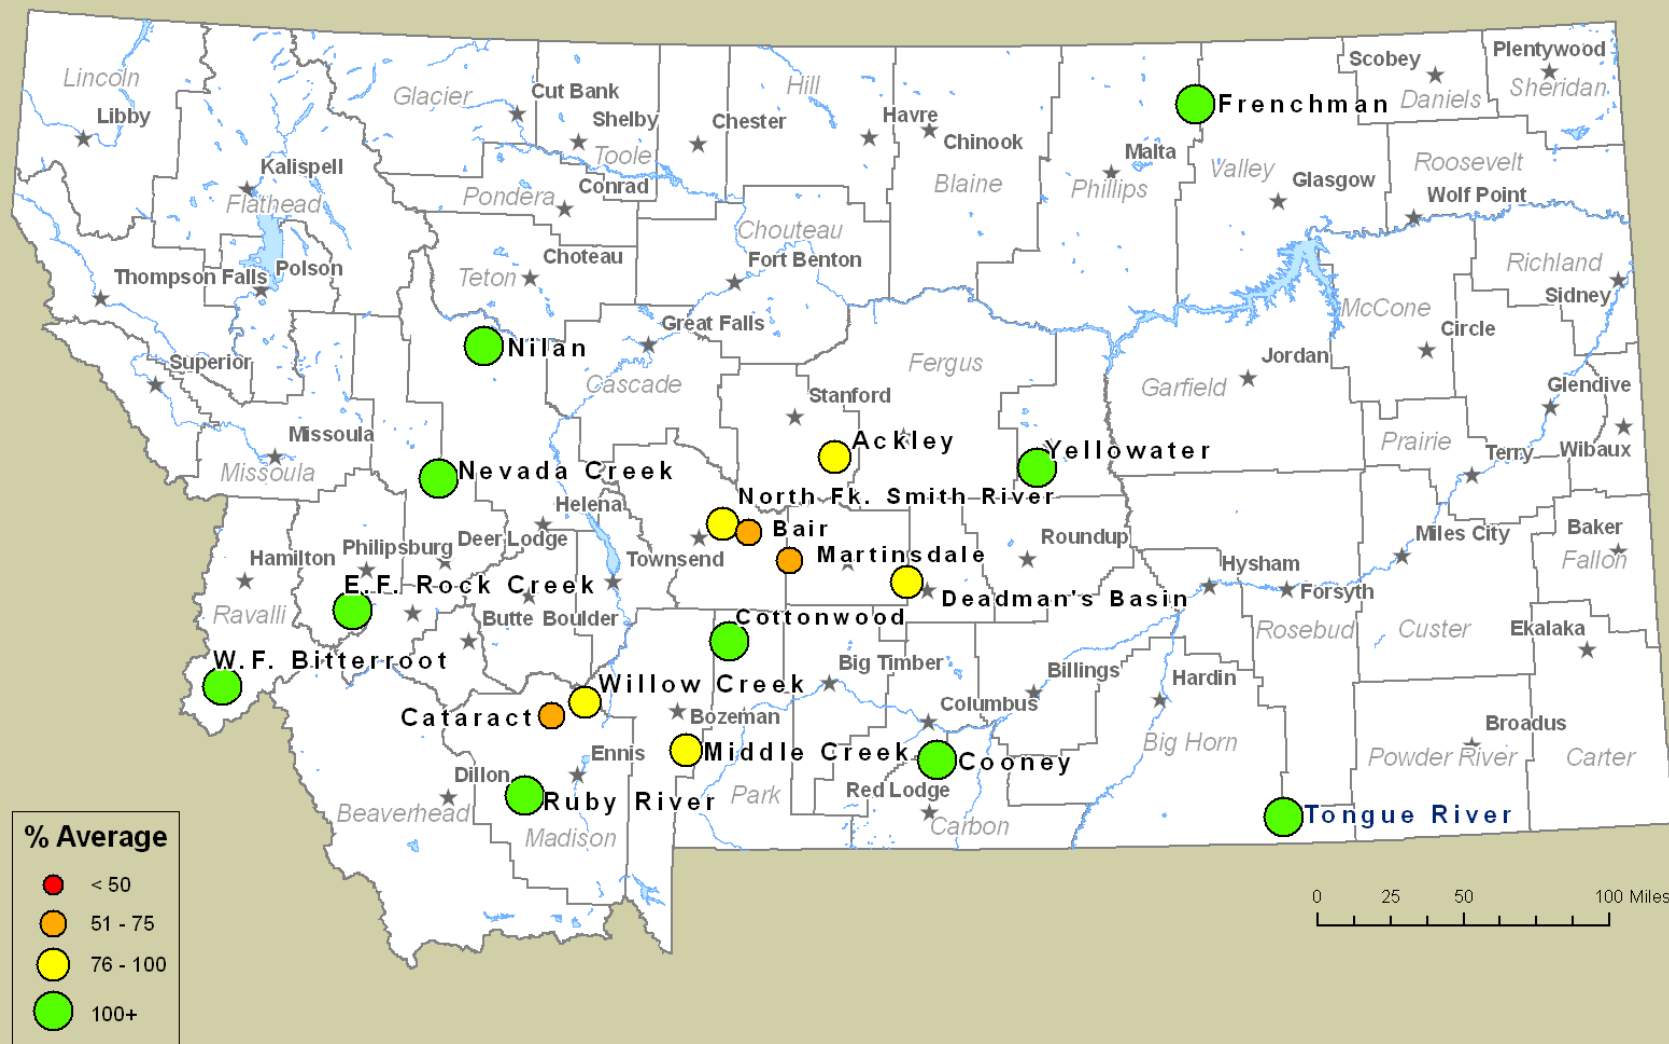 Plentywood
Scobey
Sheridan
Lincoln
Hill
Cut Bank
Glacier
Daniels
Frenchman
Libby
Shelby
Chester
Havre
Chinook
Toole
Malta
Valley
Roosevelt
Kalispell
Conrad
Pondera
Blaine
Phillips
Glasgow
Wolf Point
Flathead
Chouteau
Choteau
Teton
Fort Benton
Thompson Falls
Polson
Richland
Sidney
McCone
Great Falls
Circle
Nilan
Superior
Cascade
Fergus
Jordan
Garfield
Stanford
Glendive
Missoula
Ackley
Yellowater
Prairie
Terry
Wibaux
Missoula
Nevada Creek
North Fk. Smith River
Helena
Bair
Roundup
Miles City
Baker
Hamilton
Philipsburg
Deer Lodge
Townsend
Martinsdale
Hysham
Fallon
E.F. Rock Creek
Deadman's Basin
Forsyth
Ravalli
Butte
Boulder
Cottonwood
Rosebud
Custer
Ekalaka
W.F. Bitterroot
Big Timber
Billings
Hardin
Willow Creek
Columbus
Cataract
Bozeman
Broadus
Big Horn
Middle Creek
Cooney
Powder River
Carter
Ennis
Dillon
Red Lodge
Park
Ruby River
Beaverhead
Madison
Carbon
Tongue River
% Average
< 50
51 - 75
76 - 100
100+
0 25 50 100 Miles